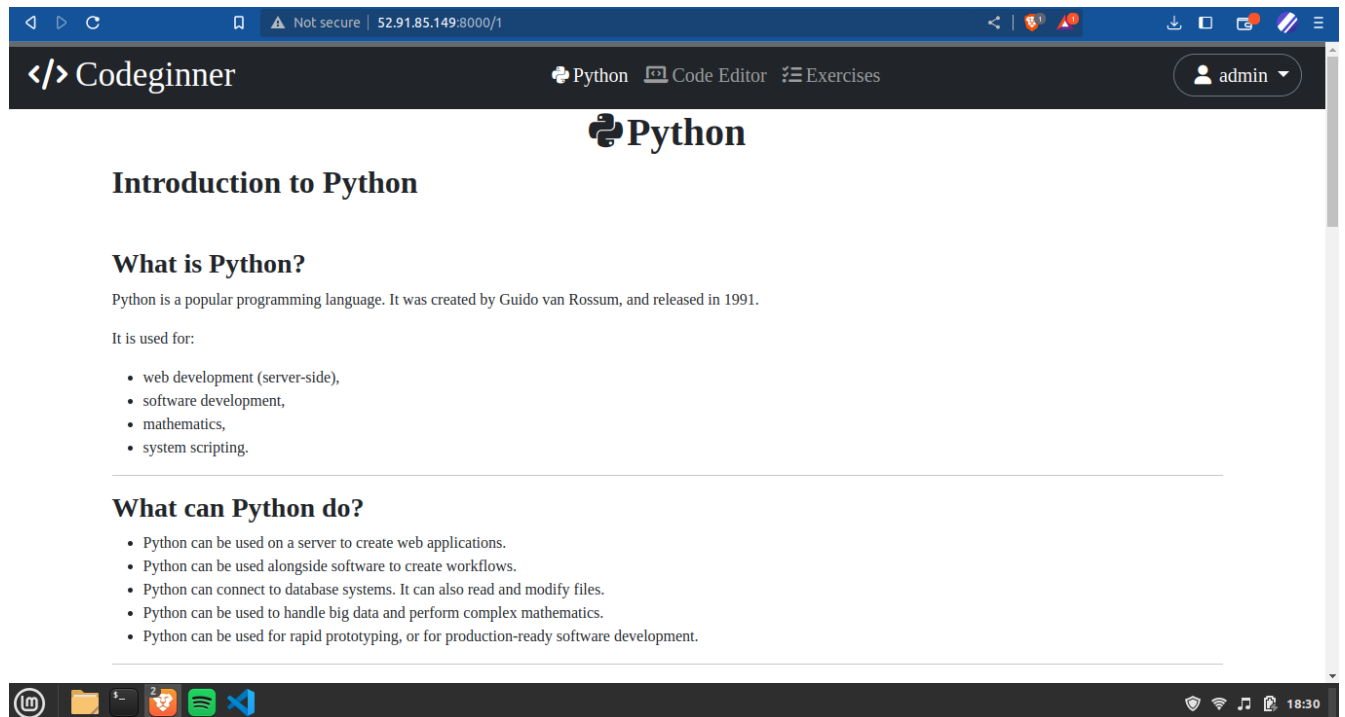 Not secure | 52.91.85.149:8000/1
1
</> Codeginner
Python Code Editor Exercises
admin
Python
Introduction to Python
What is Python?
Python is a popular programming language. It was created by Guido van Rossum, and released in 1991.
It is used for:
• web development (server-side),
• software development,
• mathematics,
• system scripting.
What can Python do?
• Python can be used on a server to create web applications.
• Python can be used alongside software to create workflows.
• Python can connect to database systems. It can also read and modify files.
• Python can be used to handle big data and perform complex mathematics.
• Python can be used for rapid prototyping, or for production-ready software development.
$_
2
18:30